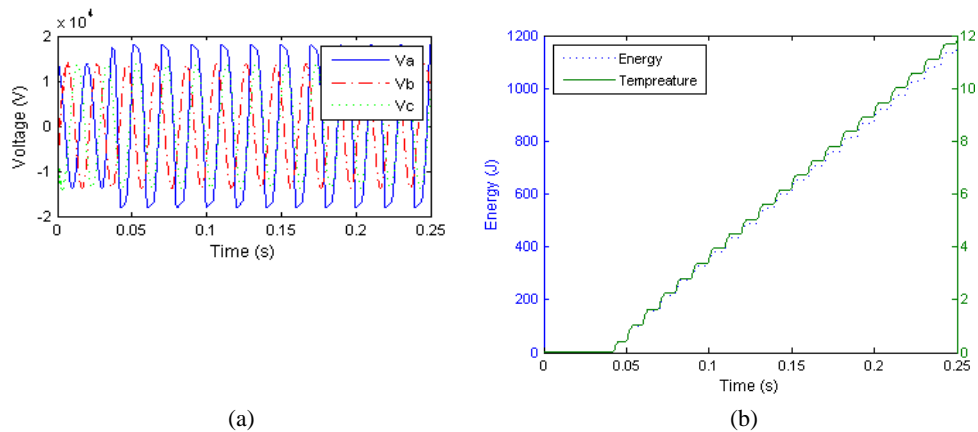 x 10⁴
2
1
0
-1
-2
Voltage (V)
Va
Vb
Vc
0 0.05 0.1 0.15 0.2 0.25
Time (s)
(a)
1200
1000
800
600
400
200
0
Energy (J)
Energy
Tempreature
12
10
8
6
4
2
0
0 0.05 0.1 0.15 0.2 0.25
Time (s)
(b)